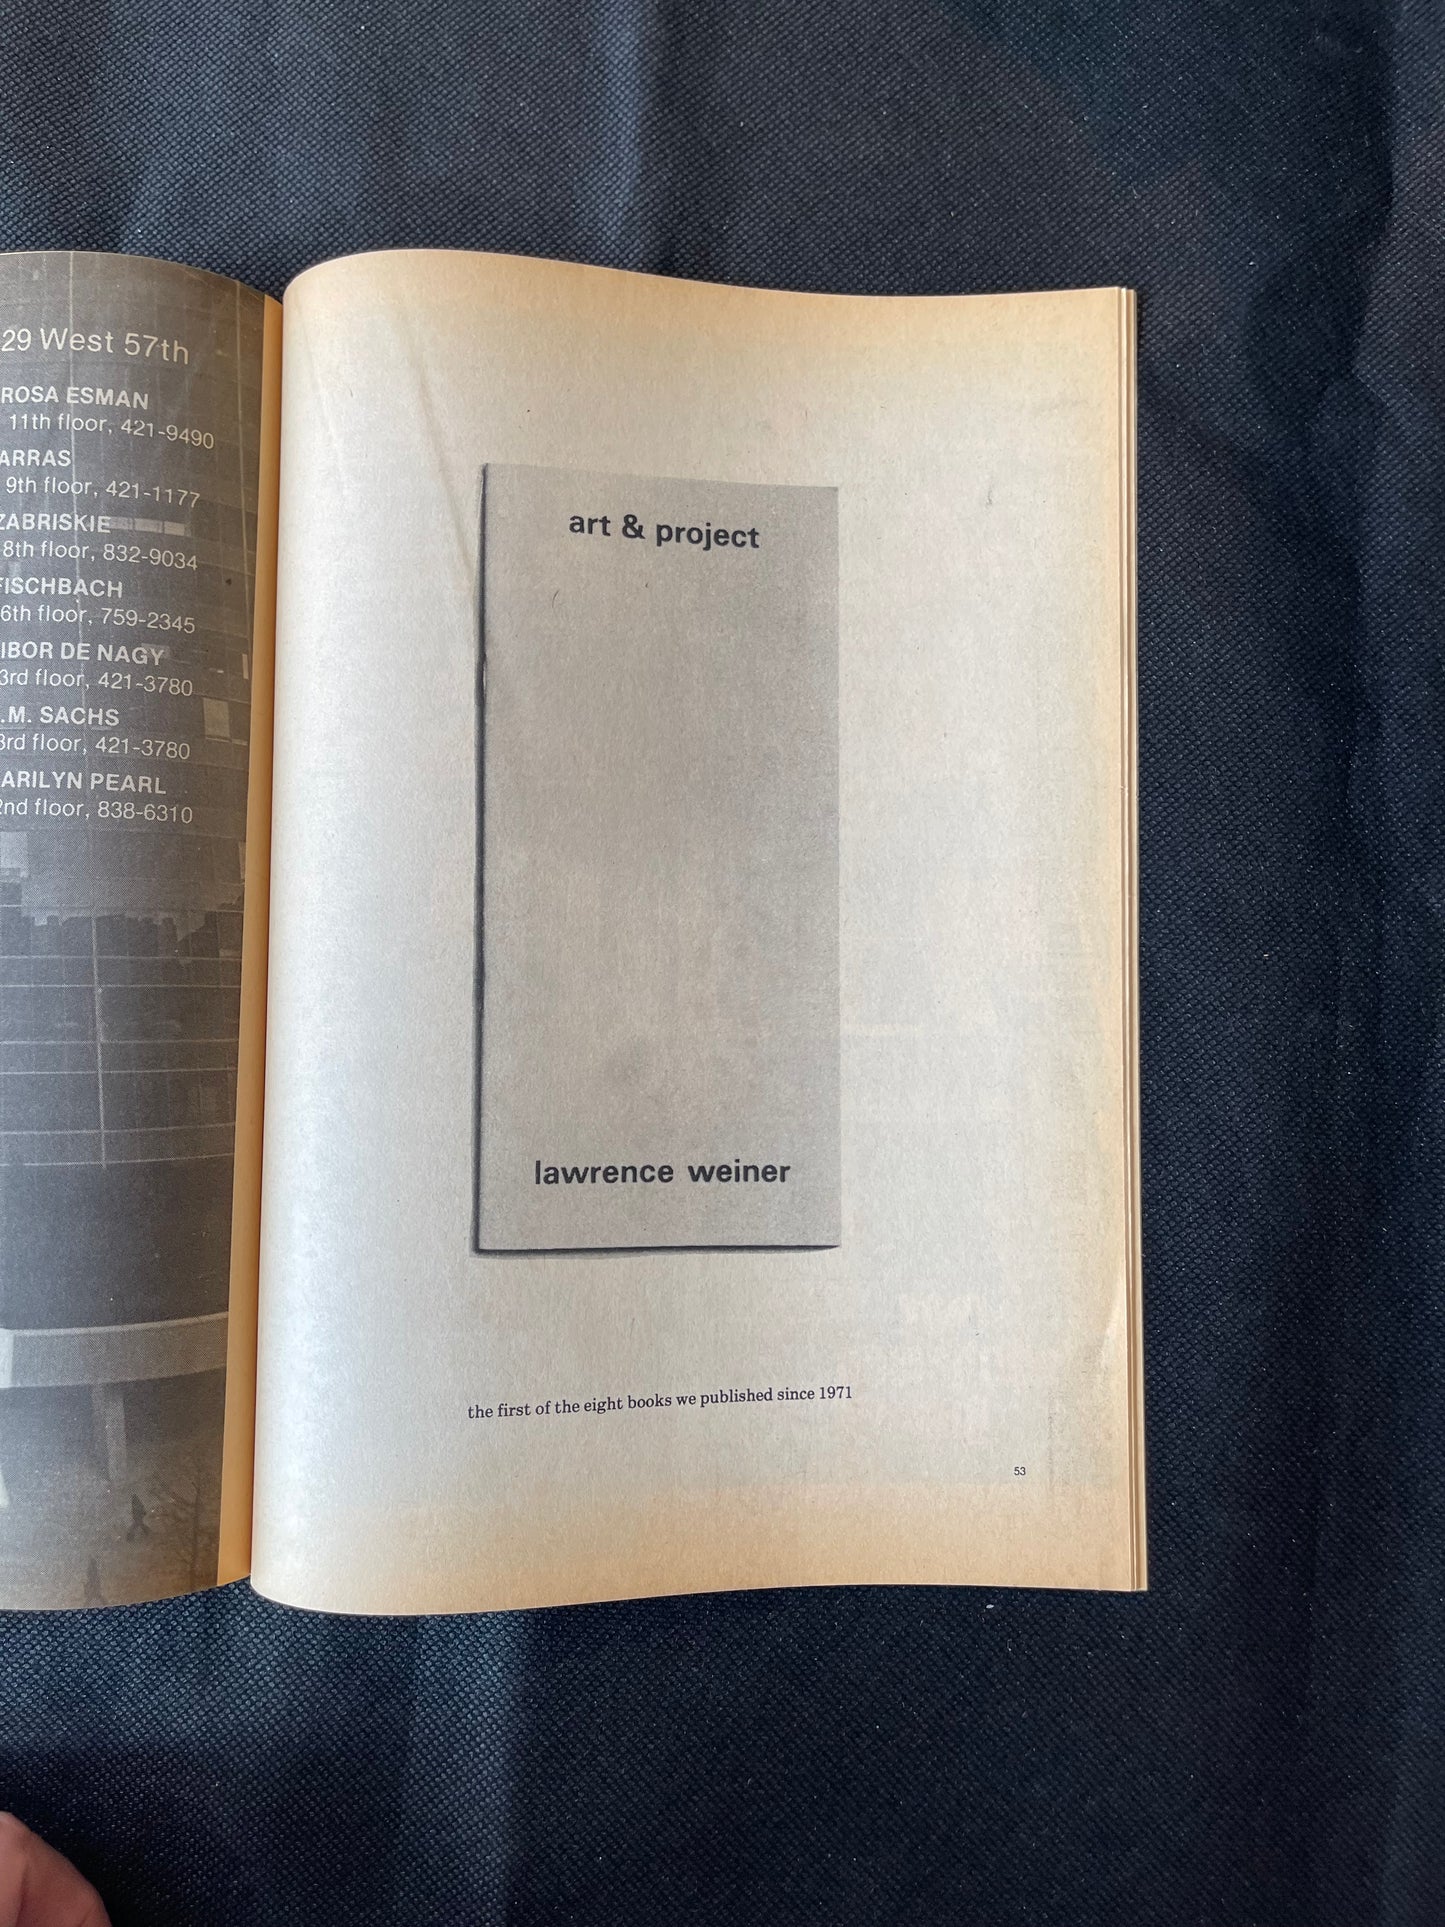 29 West 57th
ROSA ESMAN
11th floor, 421-9490
ARRAS
9th floor, 421-1177
ZABRISKIE
8th floor, 832-9034
FISCHBACH
6th floor, 759-2345
IBOR DE NAGY
3rd floor, 421-3780
.M. SACHS
3rd floor, 421-3780
ARILYN PEARL
2nd floor, 838-6310
art & project
lawrence weiner
the first of the eight books we published since 1971
53